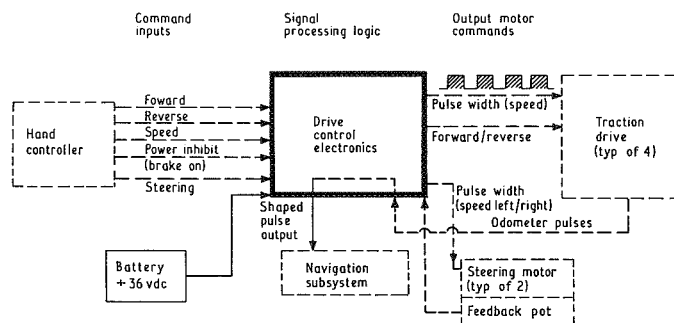 Command
inputs
Signal
processing logic
Output motor
commands
Hand
controller
Foward
Reverse
Speed
Power inhibit
(brake on)
Steering
Drive
control
electronics
Pulse width (speed)
Forward/reverse
Traction
drive
(typ of 4)
Pulse width
(speed left/right)
Odometer pulses
Shaped
pulse
output
Battery
+ 36 vdc
Navigation
subsystem
Steering motor
(typ of 2)
Feedback pot